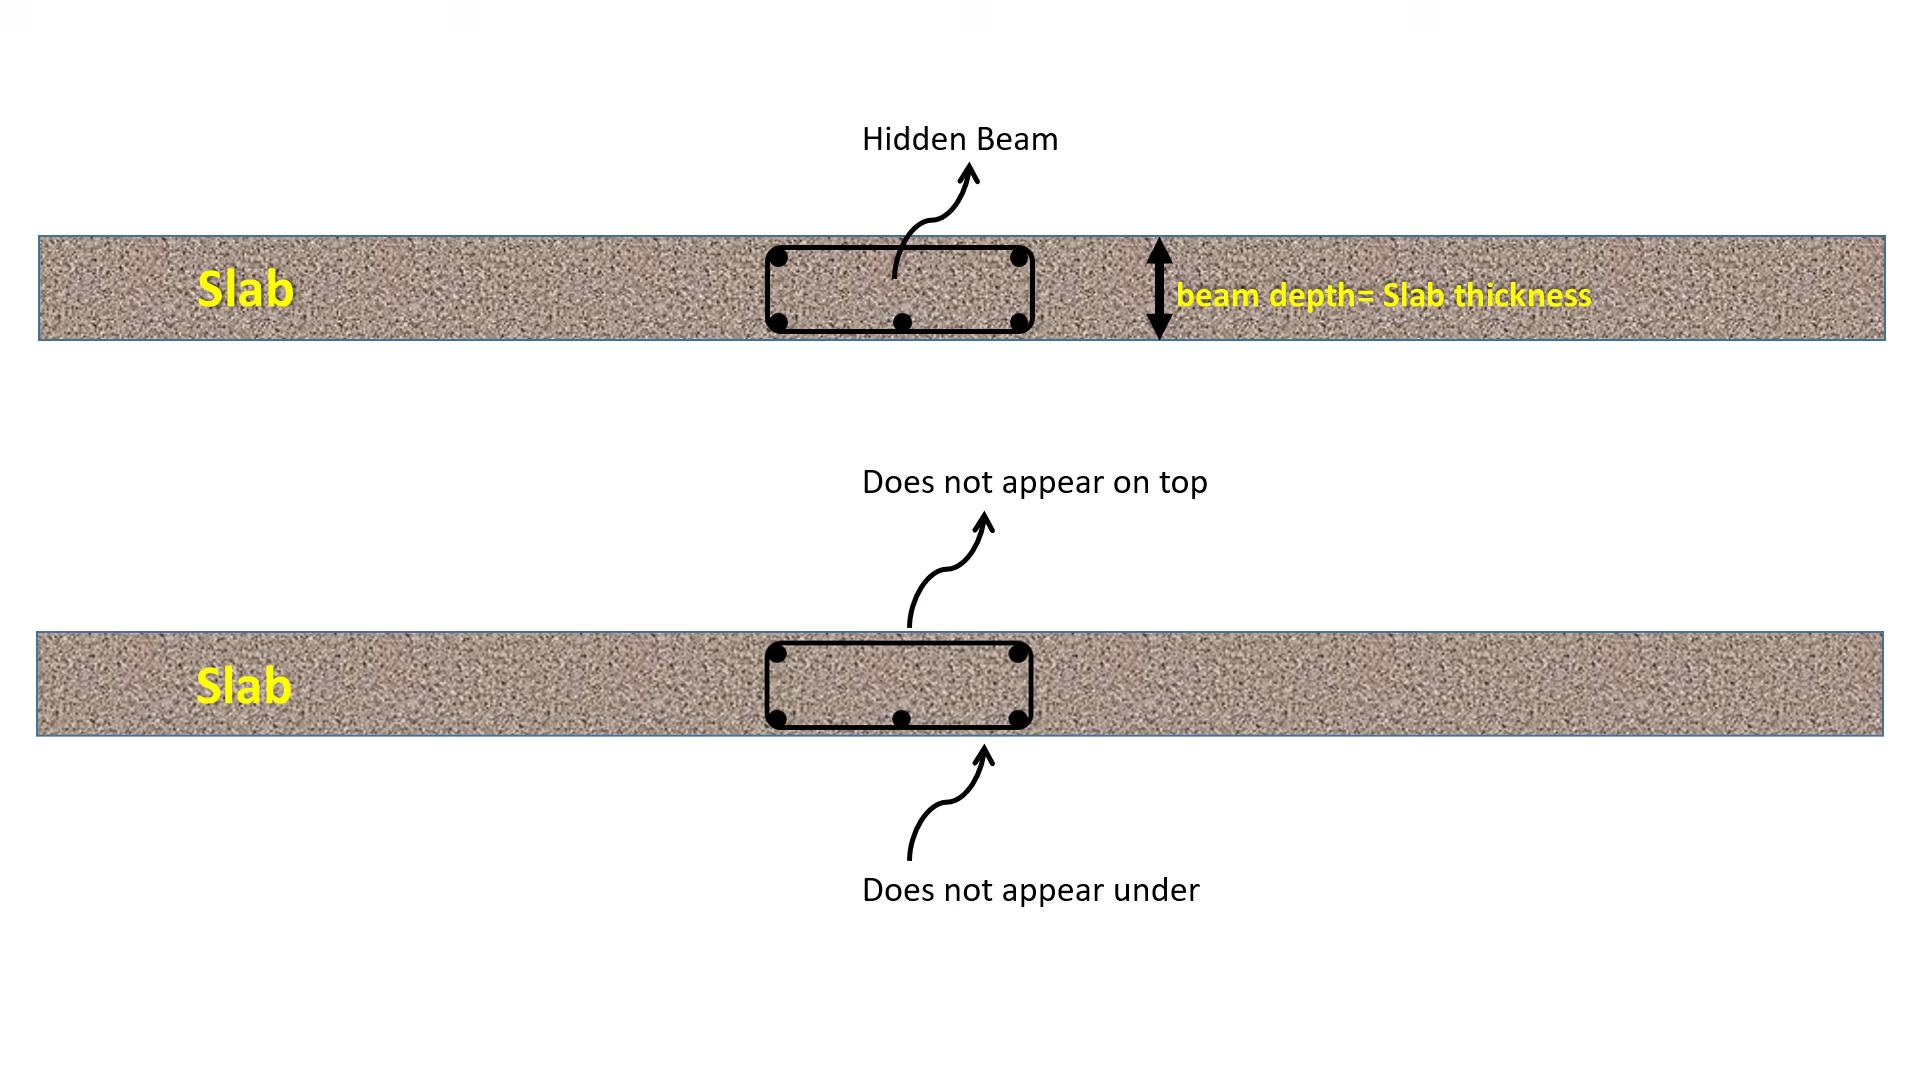 Hidden Beam
Slab
beam depth= Slab thickness
Does not appear on top
Slab
Does not appear under